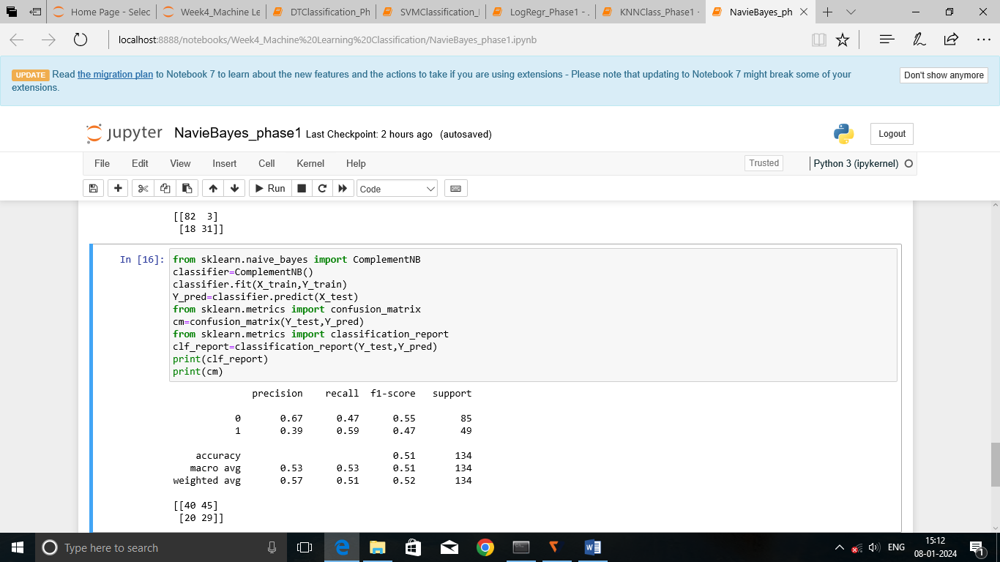 Home Page - Selec
Week4_Machine Le
DTClassification_Ph
SVMClassification_
LogRegr_Phase1 - .
KNNClass_Phase1 -
NavieBayes_ph
localhost:8888/notebooks/Week4_Machine%20Learning%20Classification/NavieBayes_phase1.ipynb
UPDATE Read the migration plan to Notebook 7 to learn about the new features and the actions to take if you are using extensions - Please note that updating to Notebook 7 might break some of your
extensions.
Don't show anymore
jupyter NavieBayes_phase1 Last Checkpoint: 2 hours ago (autosaved)
Logout
File Edit View Insert Cell Kernel Help
Trusted
Python 3 (ipykernel)
Run
Code
[[82  3]
 [18 31]]
In [16]:
from sklearn.naive_bayes import ComplementNB
classifier=ComplementNB()
classifier.fit(X_train,Y_train)
Y_pred=classifier.predict(X_test)
from sklearn.metrics import confusion_matrix
cm=confusion_matrix(Y_test,Y_pred)
from sklearn.metrics import classification_report
clf_report=classification_report(Y_test,Y_pred)
print(clf_report)
print(cm)
precision recall f1-score support
0 0.67 0.47 0.55 85
1 0.39 0.59 0.47 49
accuracy 0.51 134
macro avg 0.53 0.53 0.51 134
weighted avg 0.57 0.51 0.52 134
[[40 45]
 [20 29]]
Type here to search
ENG
15:12
08-01-2024
1